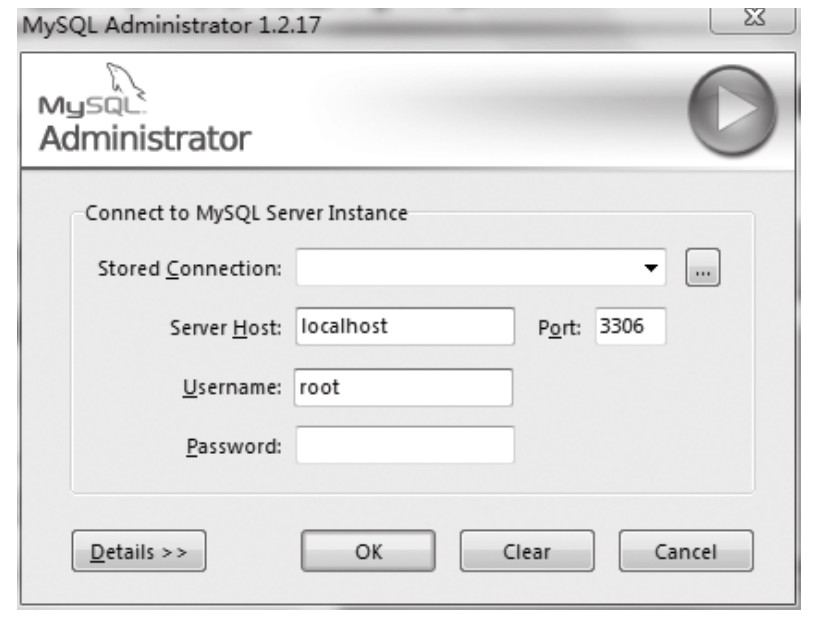 MySQL Administrator 1.2.17
MySQL
Administrator
Connect to MySQL Server Instance
Stored Connection:
...
Server Host: localhost Port: 3306
Username: root
Password:
Details >> OK Clear Cancel